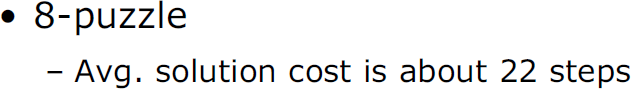 • 8-puzzle
– Avg. solution cost is about 22 steps